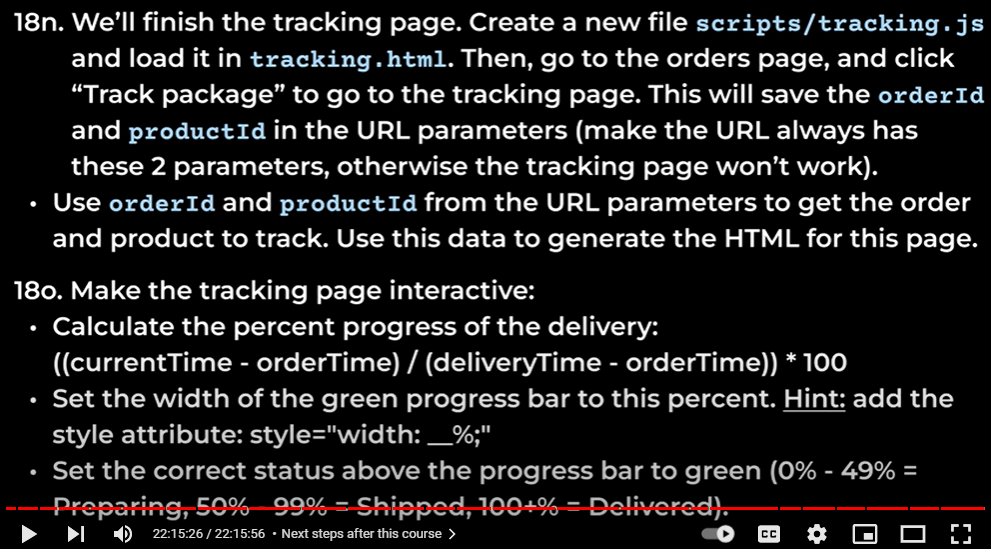 18n. We’ll finish the tracking page. Create a new file scripts/tracking.js
and load it in tracking.html. Then, go to the orders page, and click
“Track package” to go to the tracking page. This will save the orderId
and productId in the URL parameters (make the URL always has
these 2 parameters, otherwise the tracking page won’t work).
• Use orderId and productId from the URL parameters to get the order
and product to track. Use this data to generate the HTML for this page.
18o. Make the tracking page interactive:
• Calculate the percent progress of the delivery:
((currentTime - orderTime) / (deliveryTime - orderTime)) * 100
• Set the width of the green progress bar to this percent. Hint: add the
style attribute: style="width: __%;"
• Set the correct status above the progress bar to green (0% - 49% =
Preparing, 50% - 99% = Shipped, 100+% = Delivered).
22:15:26 / 22:15:56 • Next steps after this course
CC